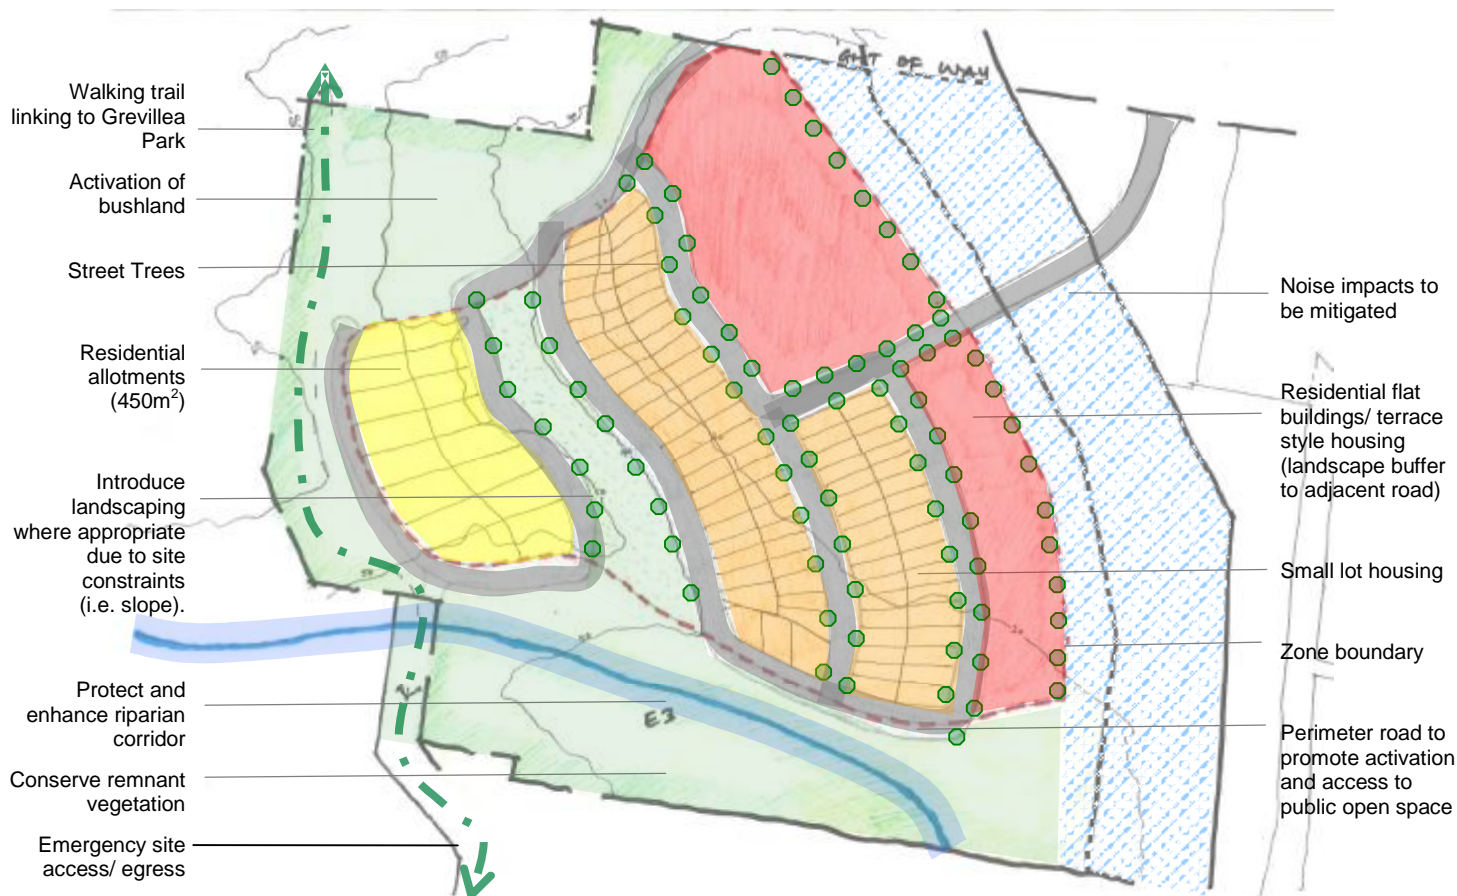 GHT OF WAY
Walking trail
linking to Grevillea
Park
Activation of
bushland
Street Trees
Residential
allotments
(450m²)
Introduce
landscaping
where appropriate
due to site
constraints
(i.e. slope).
Protect and
enhance riparian
corridor
Conserve remnant
vegetation
Emergency site
access/ egress
E3
Noise impacts to
be mitigated
Residential flat
buildings/ terrace
style housing
(landscape buffer
to adjacent road)
Small lot housing
Zone boundary
Perimeter road to
promote activation
and access to
public open space